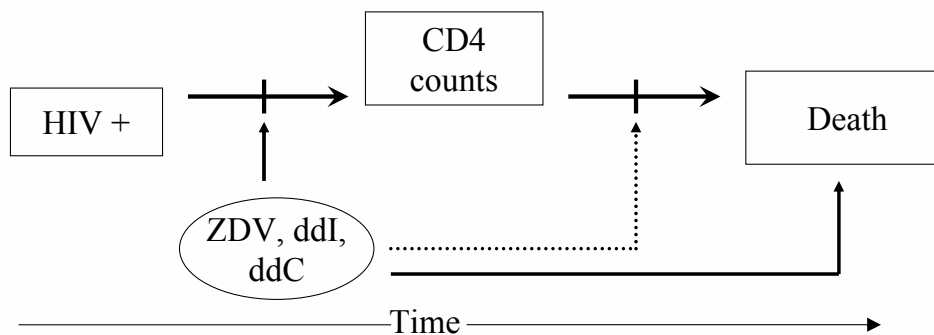 CD4
counts
HIV +
Death
ZDV, ddI,
ddC
Time